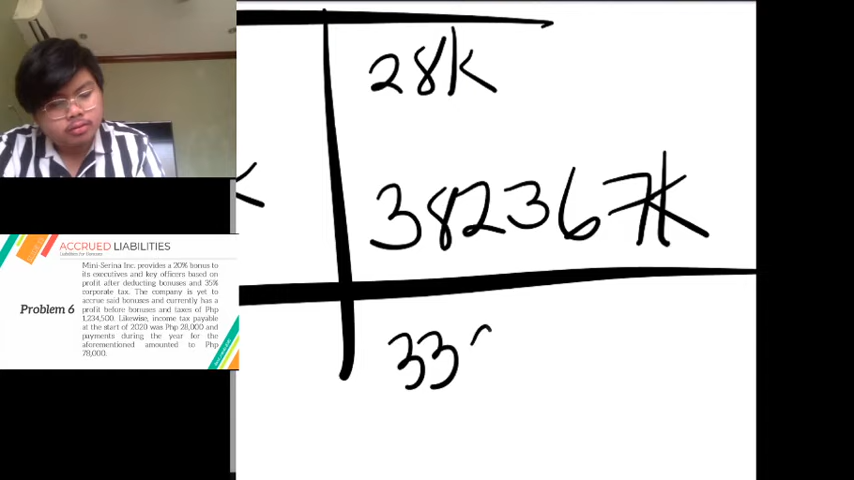 28k
k
382367k
33
ACCRUED LIABILITIES
Liabilities for Bonuses
Problem 6
Mini-Serina Inc. provides a 20% bonus to
its executives and key officers based on
profit after deducting bonuses and 35%
corporate tax. The company is yet to
accrue said bonuses and currently has a
profit before bonuses and taxes of Php
1,234,500. Likewise, income tax payable
at the start of 2020 was Php 28,000 and
payments during the year for the
aforementioned amounted to Php
78,000.